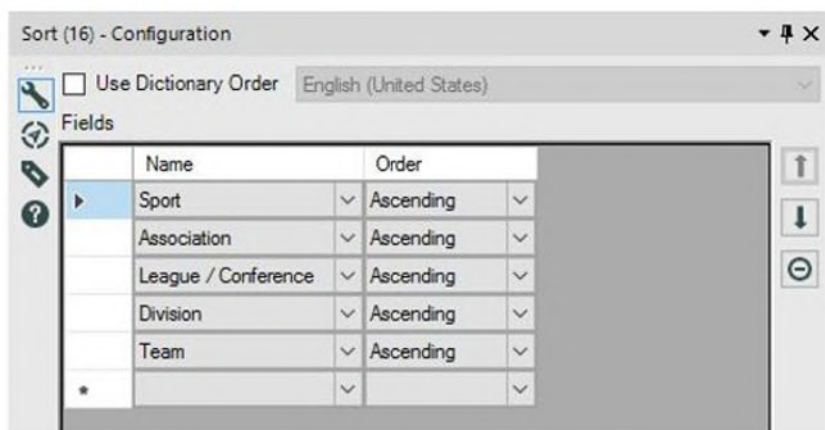 Sort (16) - Configuration
Use Dictionary Order English (United States)
Fields
Name Order
Sport Ascending
Association Ascending
League / Conference Ascending
Division Ascending
Team Ascending
*